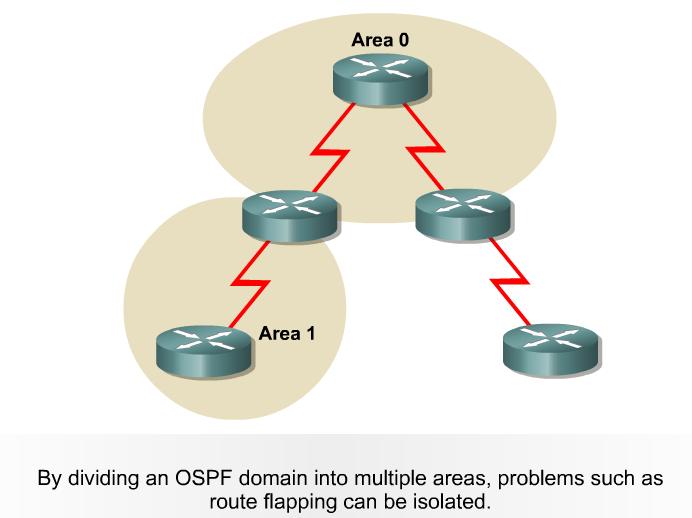 Area 0
Area 1
By dividing an OSPF domain into multiple areas, problems such as
route flapping can be isolated.